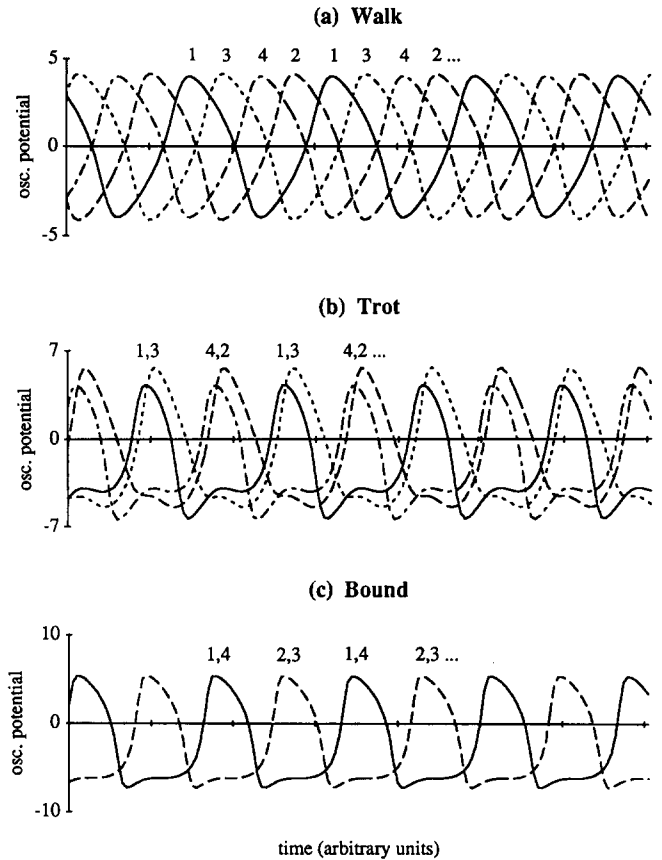 (a) Walk
5
1 3 4 2 1 3 4 2 ...
osc. potential
0
-5
(b) Trot
7
1,3 4,2 1,3 4,2 ...
osc. potential
0
-7
(c) Bound
10
1,4 2,3 1,4 2,3 ...
osc. potential
0
-10
time (arbitrary units)